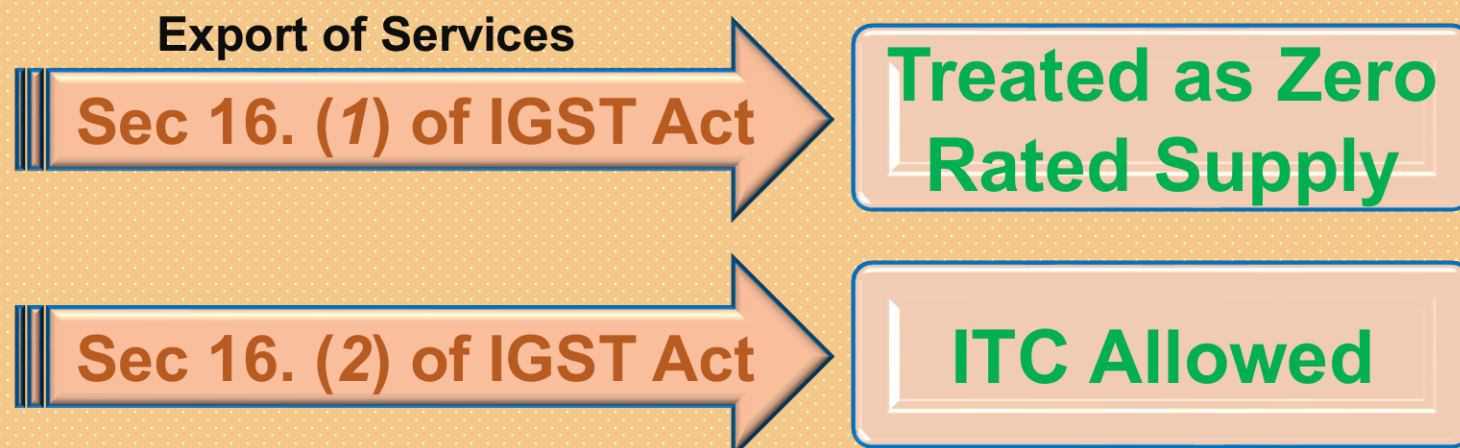 Export of Services
Sec 16. (1) of IGST Act
Treated as Zero
Rated Supply
Sec 16. (2) of IGST Act
ITC Allowed